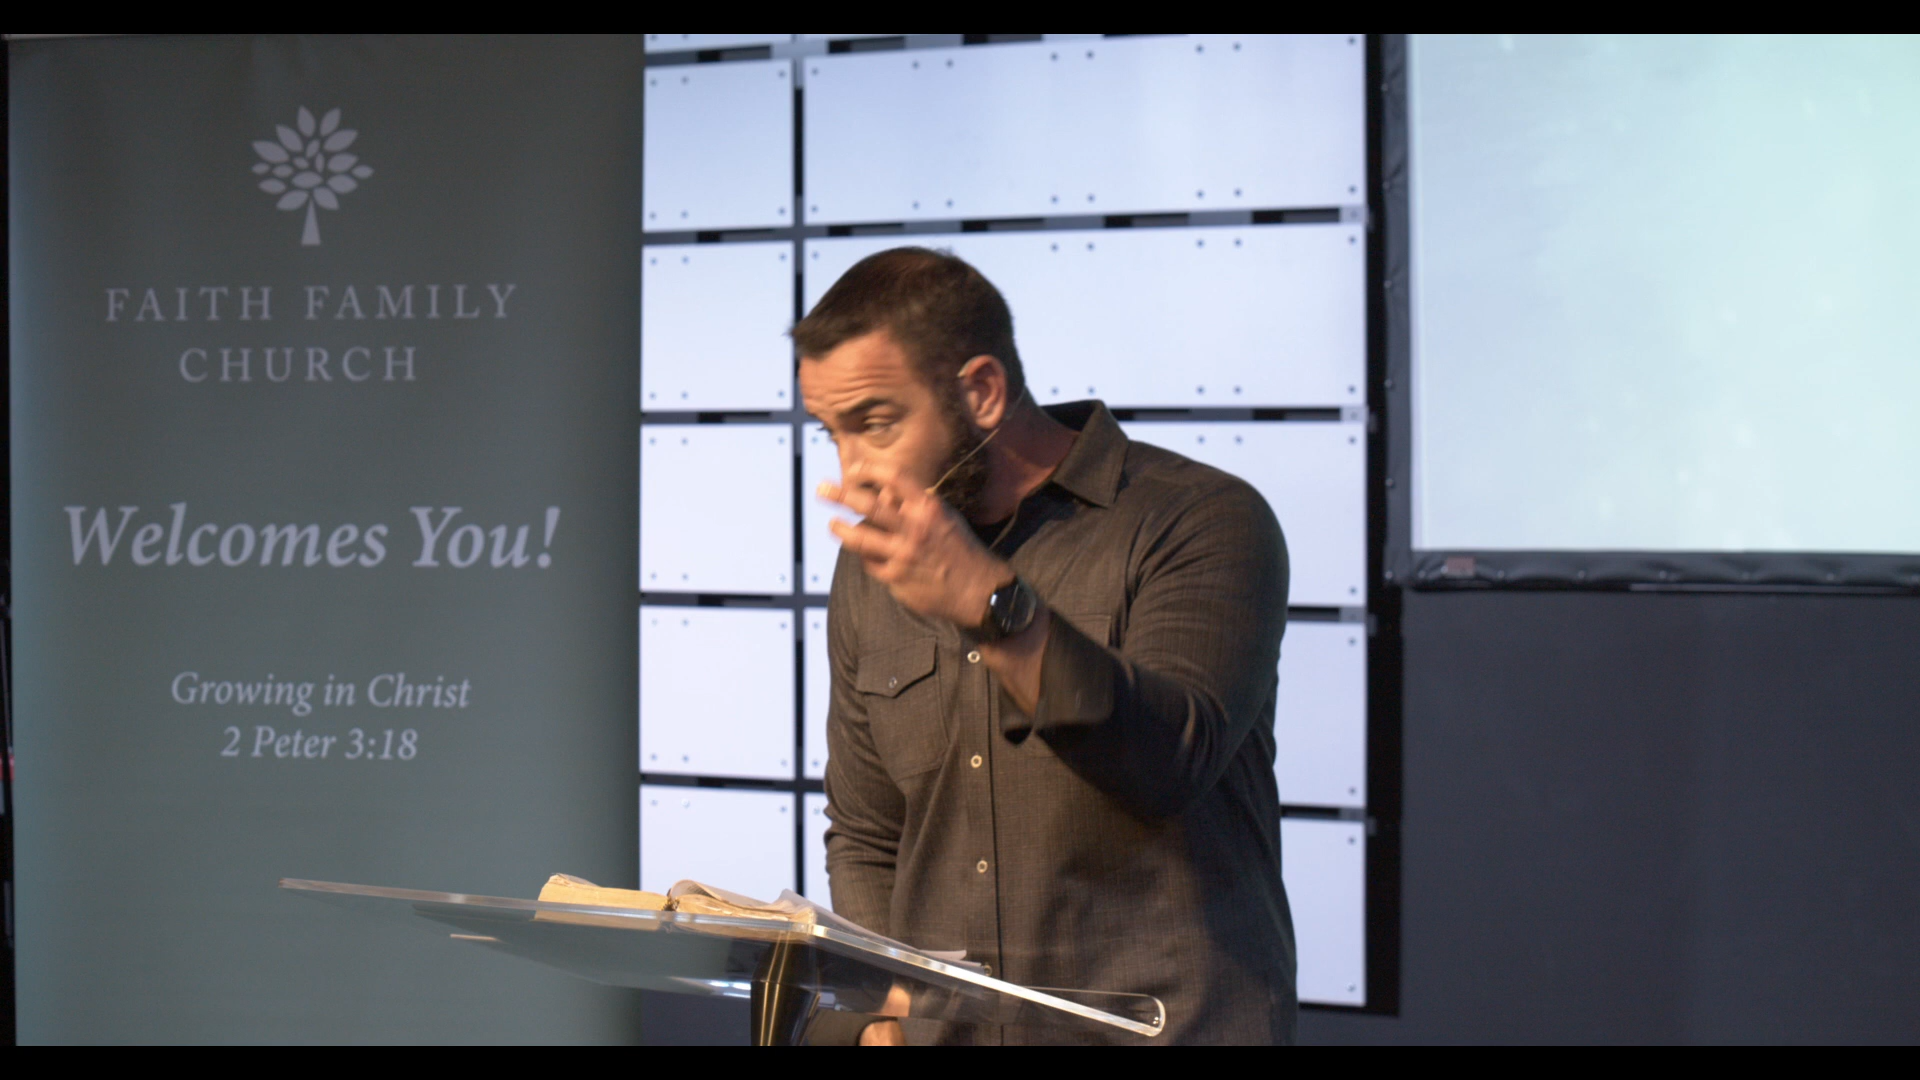 FAITH FAMILY
CHURCH
Welcomes You!
Growing in Christ
2 Peter 3:18